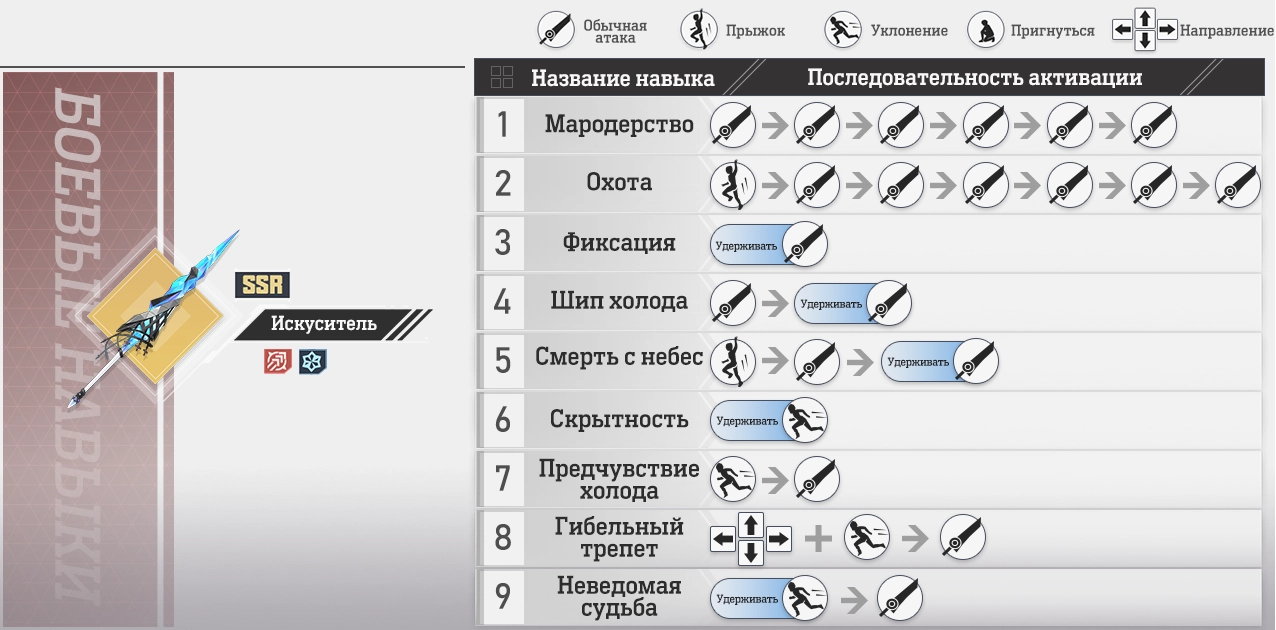 Обычная
атака
Прыжок
Уклонение
Пригнуться
Направление
Название навыка
Последовательность активации
БОЕВЫЕ НАВЫКИ
SSR
Искуситель
1 Мародерство
2 Охота
3 Фиксация Удерживать
4 Шип холода Удерживать
5 Смерть с небес Удерживать
6 Скрытность Удерживать
7 Предчувствие
холода
8 Гибельный
трепет
9 Неведомая
судьба Удерживать